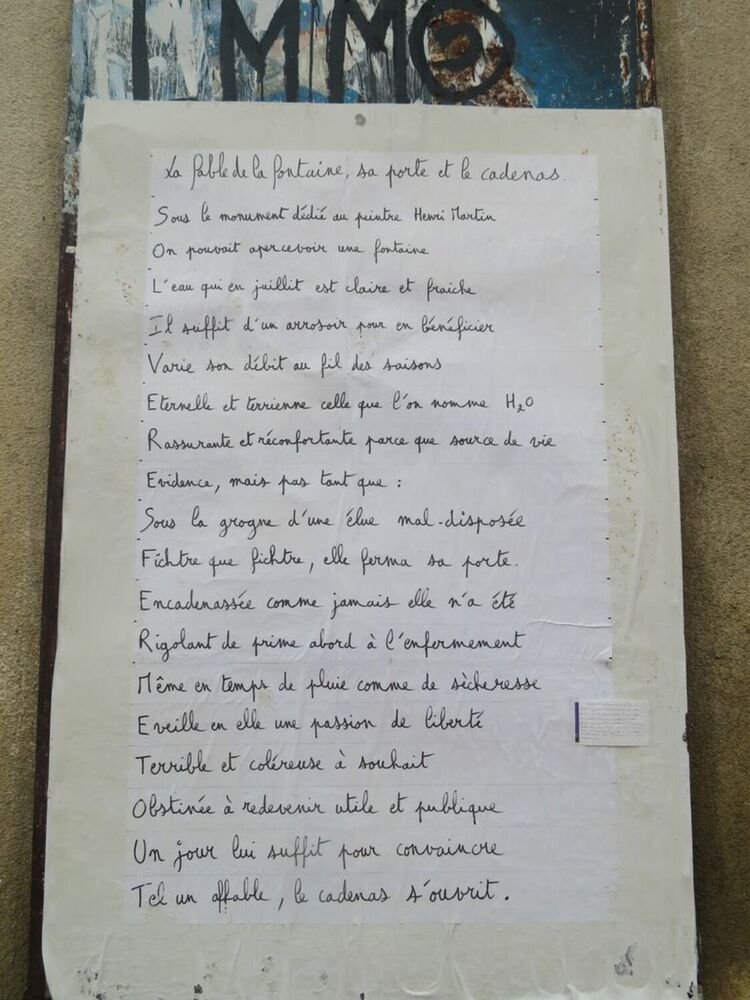 La fable de la fontaine, sa porte et le cadenas.
Sous le monument dédié au peintre Henri Martin
On pouvait apercevoir une fontaine
L'eau qui en juillit est claire et fraiche
Il suffit d'un arrosoir pour en bénéficier
Varie son débit au fil des saisons
Eternelle et terrienne celle que l'on nomme H₂O
Rassurante et réconfortante parce que source de vie
Evidence, mais pas tant que :
Sous la grogne d'une élue mal-disposée
Fichtre que fichtre, elle ferma sa porte.
Encadenassée comme jamais elle n'a été
Rigolant de prime abord à l'enfermement
Même en temps de pluie comme de sècheresse
Eveille en elle une passion de liberté
Terrible et coléreuse à souhait
Obstinée à redevenir utile et publique
Un jour lui suffit pour convaincre
Tel un affable, le cadenas s'ouvrit.